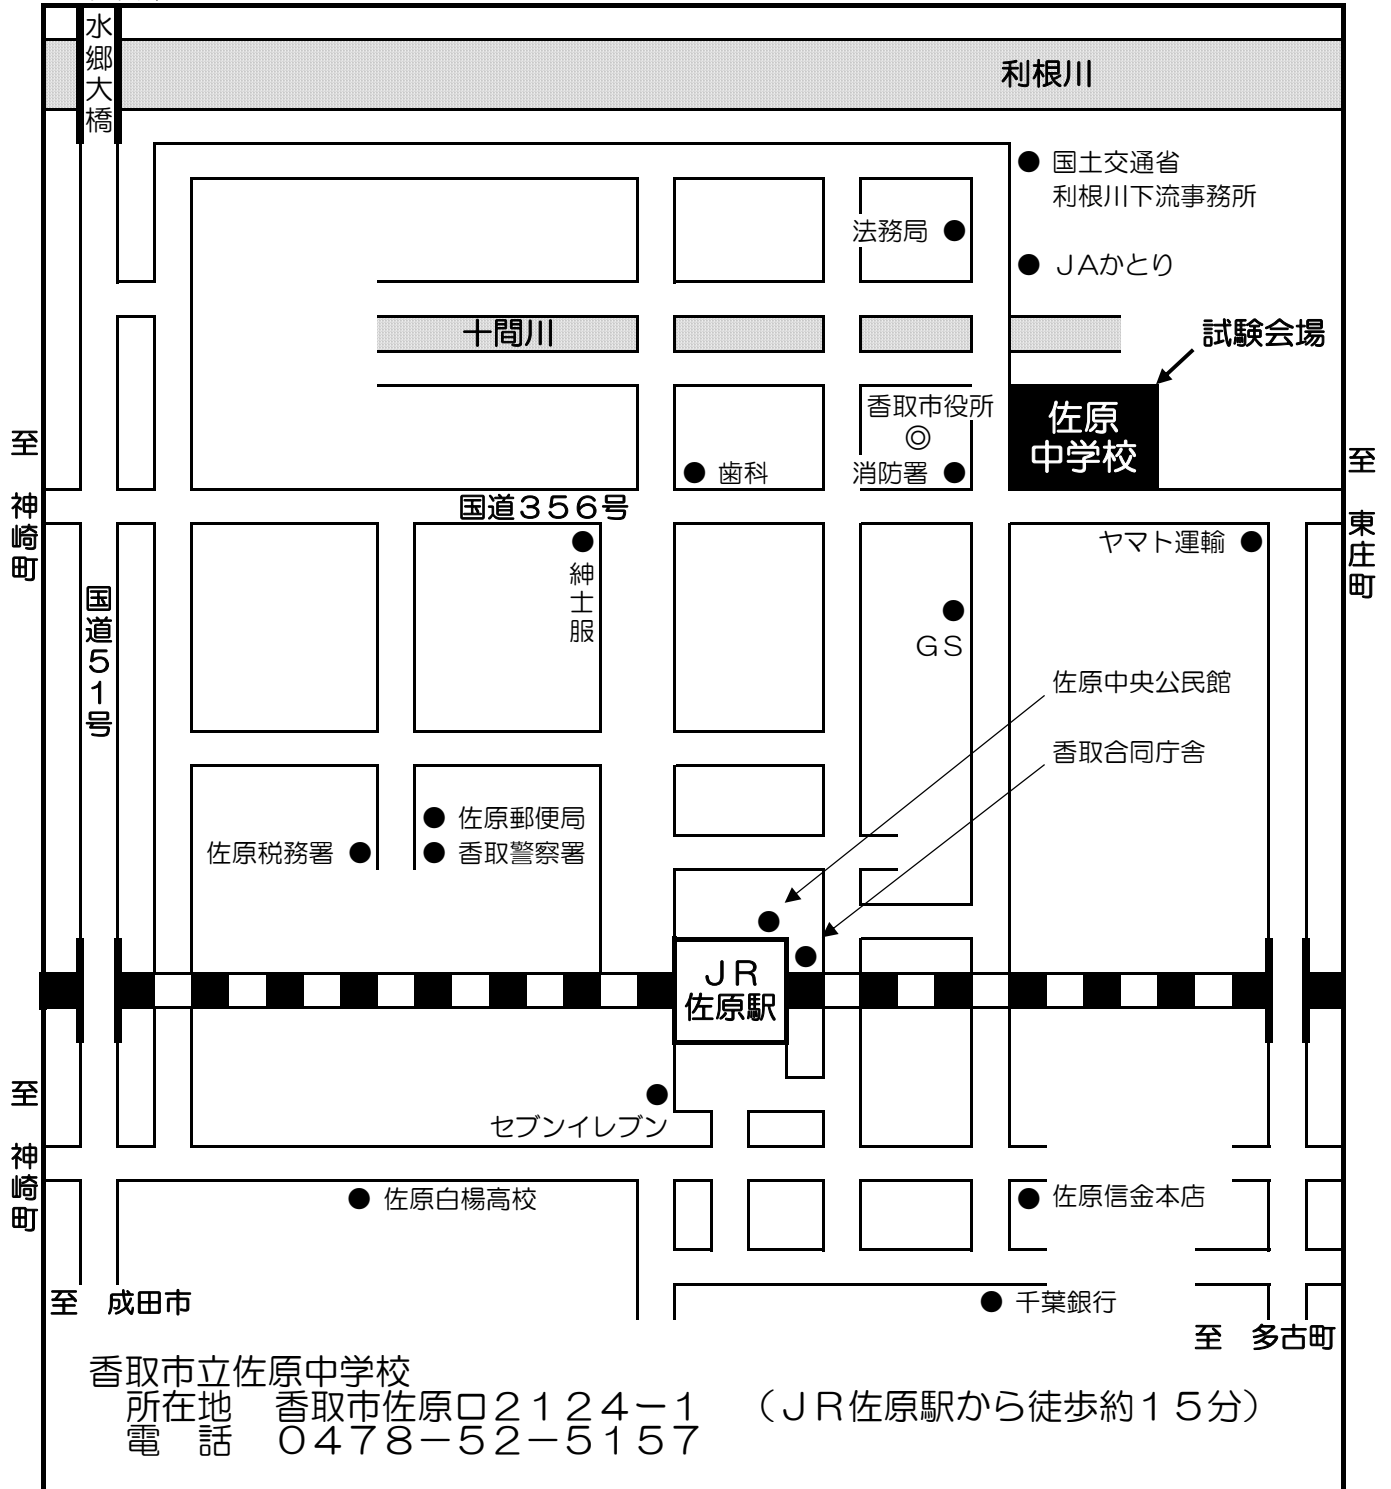 水郷大橋
利根川
国土交通省
利根川下流事務所
法務局
ＪＡかとり
十間川
試験会場
香取市役所
佐原
中学校
至 神崎町
歯科
消防署
至 東庄町
国道３５６号
ヤマト運輸
紳士服
国道５１号
ＧＳ
佐原中央公民館
香取合同庁舎
佐原郵便局
佐原税務署
香取警察署
ＪＲ
佐原駅
至 神崎町
セブンイレブン
佐原白楊高校
佐原信金本店
至 成田市
千葉銀行
至 多古町
香取市立佐原中学校
所在地 香取市佐原口２１２４－１ （ＪＲ佐原駅から徒歩約１５分）
電 話 ０４７８－５２－５１５７